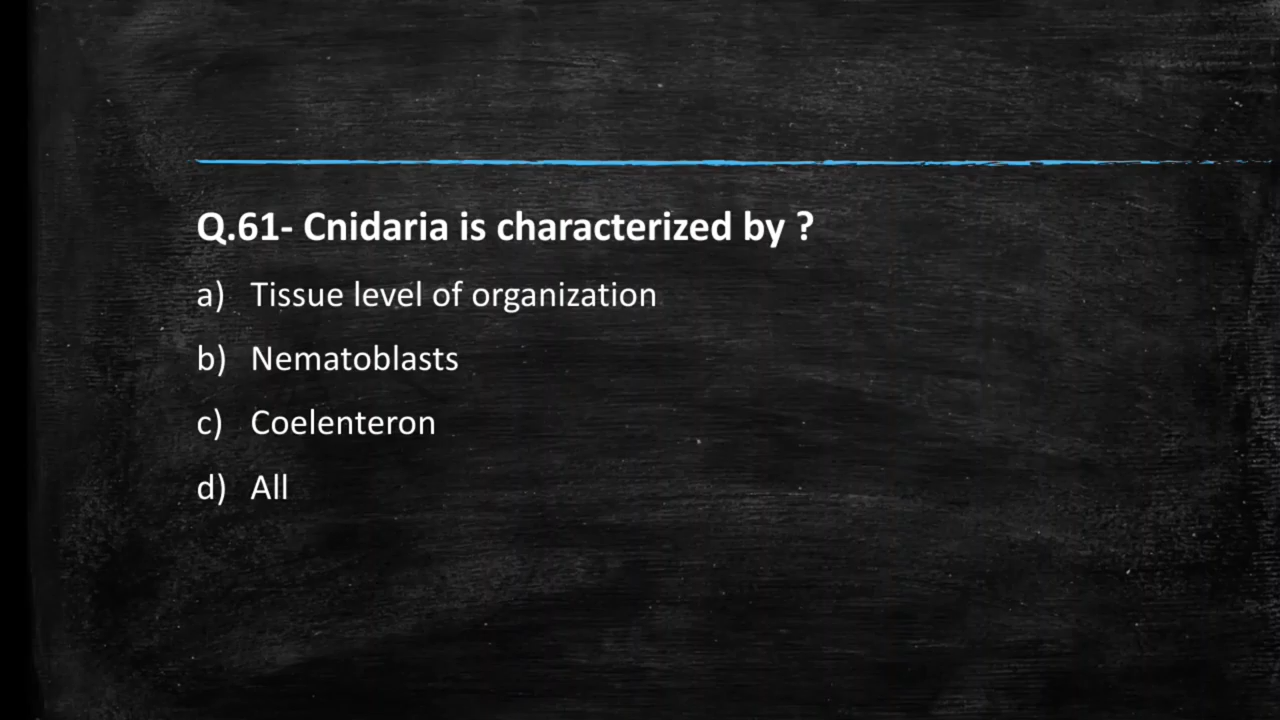 Q.61- Cnidaria is characterized by ?
a) Tissue level of organization
b) Nematoblasts
c) Coelenteron
d) All